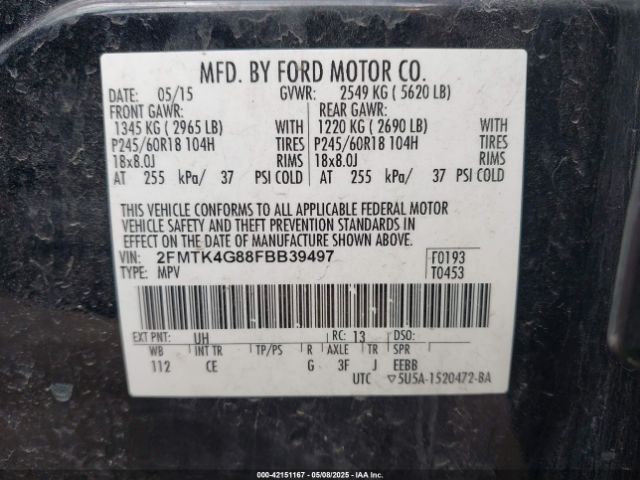 MFD. BY FORD MOTOR CO.
DATE: 05/15 GVWR: 2549 KG ( 5620 LB)
FRONT GAWR: REAR GAWR:
1345 KG ( 2965 LB) WITH 1220 KG ( 2690 LB) WITH
P245/60R18 104H TIRES P245/60R18 104H TIRES
18x8.0J RIMS 18x8.0J RIMS
AT 255 kPa/ 37 PSI COLD AT 255 kPa/ 37 PSI COLD
THIS VEHICLE CONFORMS TO ALL APPLICABLE FEDERAL MOTOR
VEHICLE SAFETY AND THEFT PREVENTION STANDARDS IN
EFFECT ON THE DATE OF MANUFACTURE SHOWN ABOVE.
VIN: 2FMTK4G88FBB39497 F0193
TYPE: MPV T0453
EXT PNT: UH RC: 13 DSO:
WB INT TR TP/PS R AXLE TR SPR
112 CE G 3F J EEBB
UTC ▽5U5A-1520472-BA
000-42151167 | 05/08/2025 - IAA Inc.